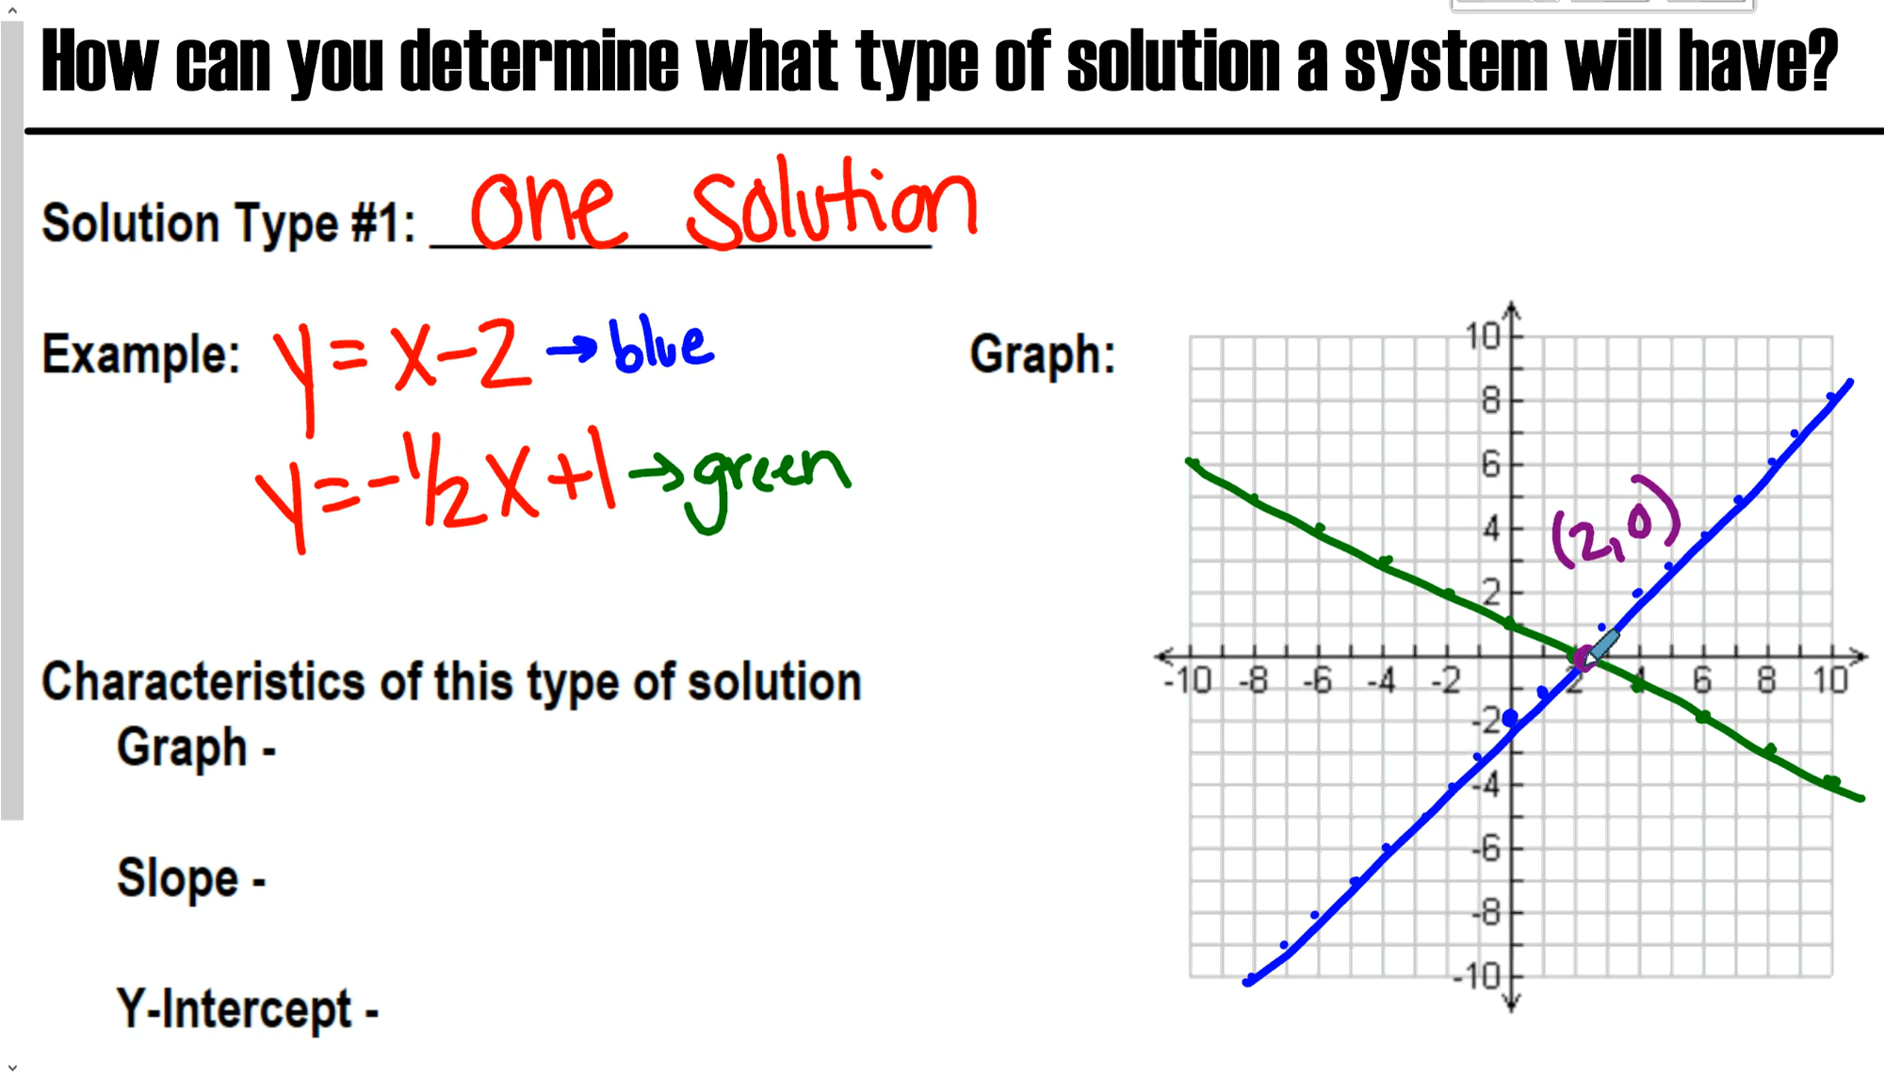 How can you determine what type of solution a system will have?
Solution Type #1: one solution
Example: y = x - 2 → blue
y = -1/2 x + 1 → green
Graph:
10
8
6
4
2
-10 -8 -6 -4 -2 2 6 8 10
-2
-4
-6
-8
-10
(2,0)
Characteristics of this type of solution
Graph -
Slope -
Y-Intercept -